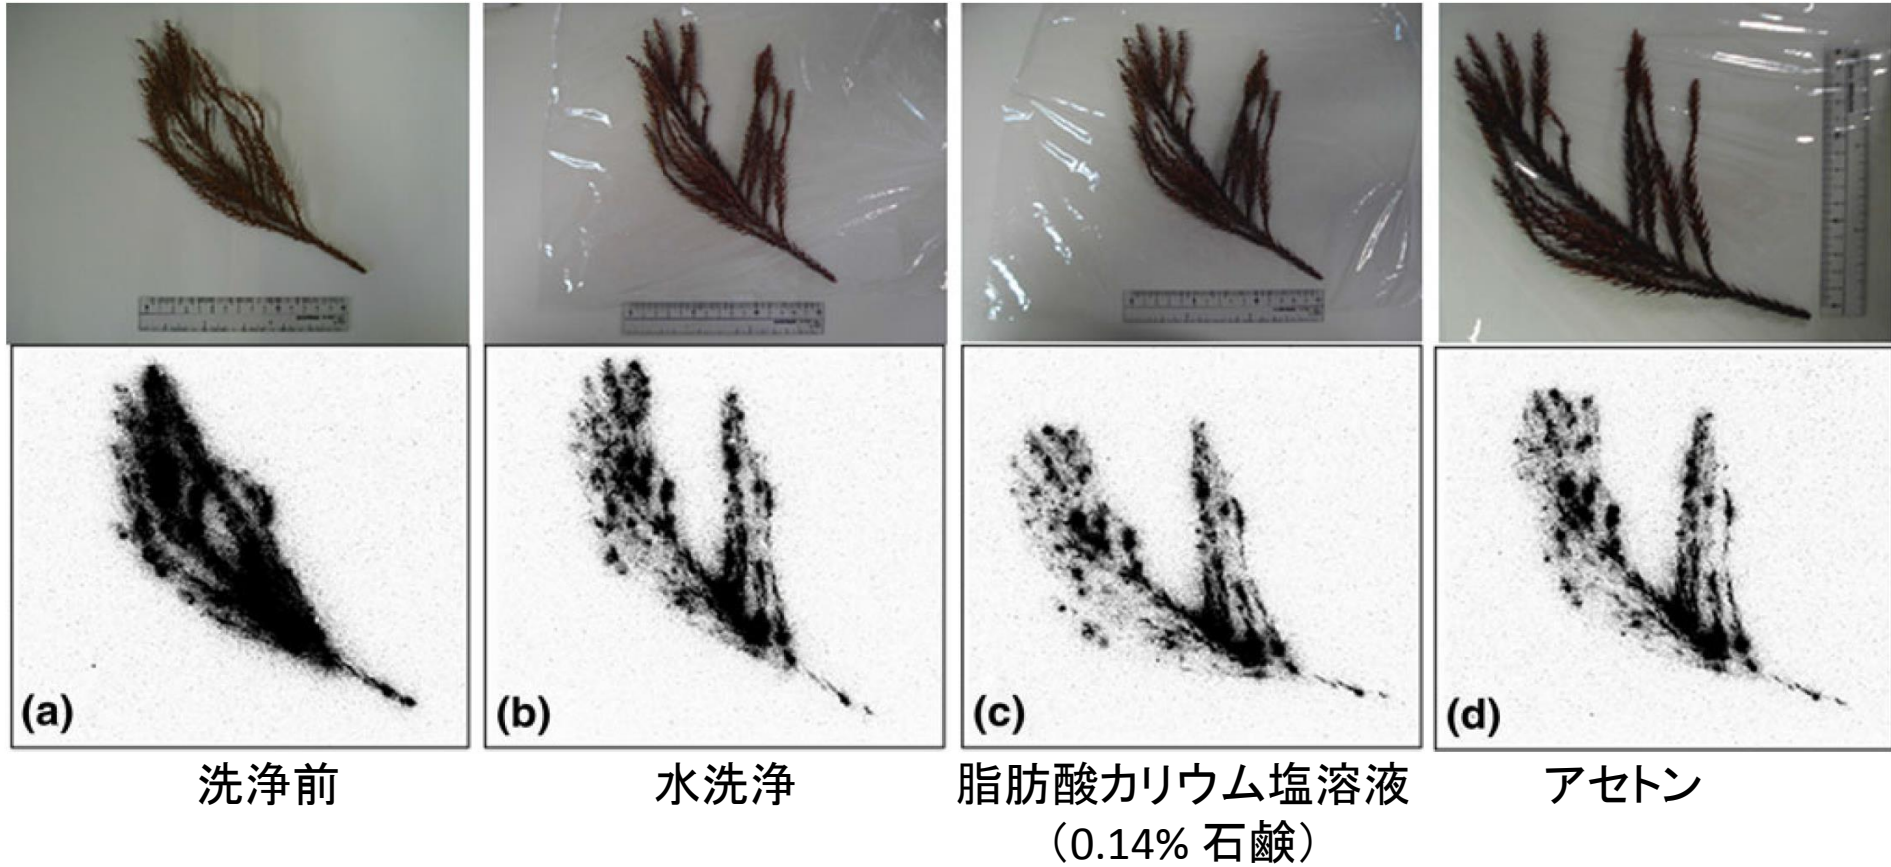 (a)
(b)
(c)
(d)
洗浄前
水洗浄
脂肪酸カリウム塩溶液
（0.14% 石鹸）
アセトン